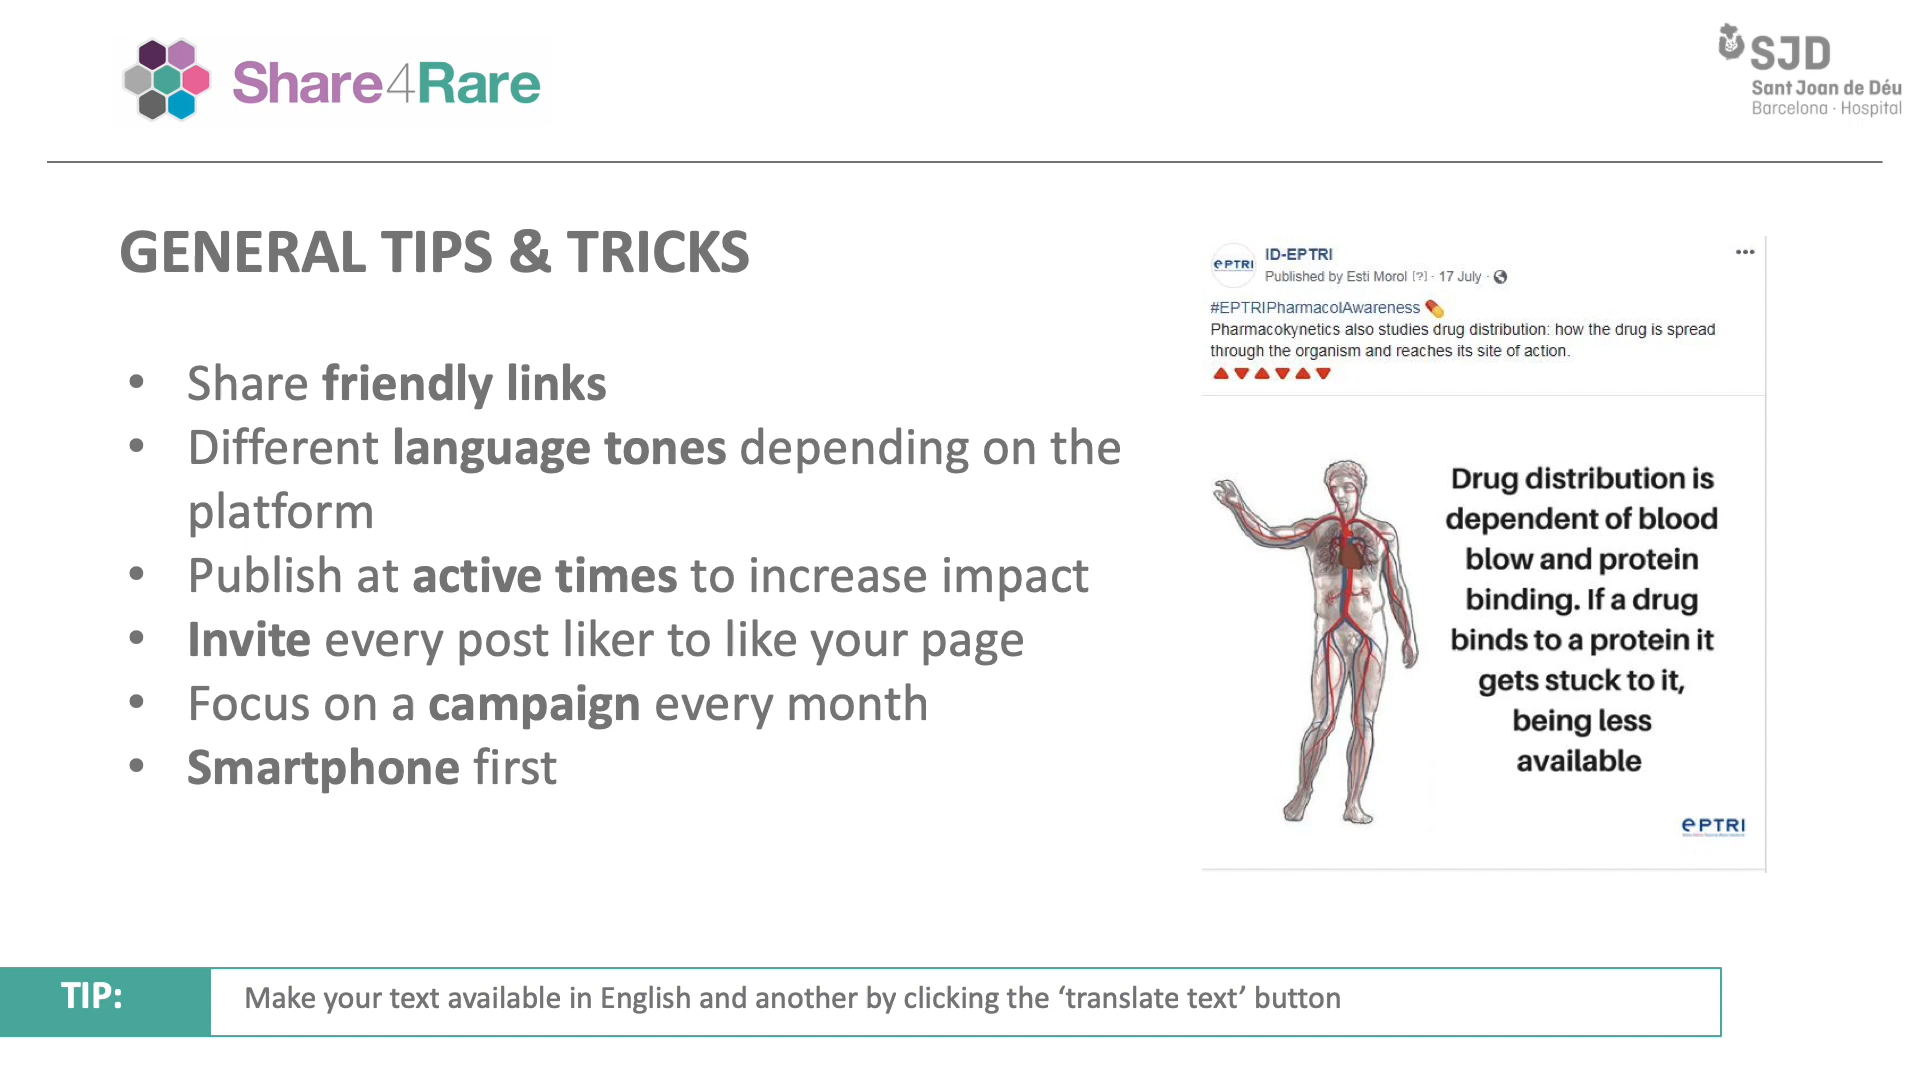 Share4Rare
SJD
Sant Joan de Déu
Barcelona · Hospital
GENERAL TIPS & TRICKS
• Share friendly links
• Different language tones depending on the
platform
• Publish at active times to increase impact
• Invite every post liker to like your page
• Focus on a campaign every month
• Smartphone first
ePTRI
ID-EPTRI
Published by Esti Morol [?] · 17 July ·
#EPTRIPharmacolAwareness
Pharmacokynetics also studies drug distribution: how the drug is spread
through the organism and reaches its site of action.
Drug distribution is
dependent of blood
blow and protein
binding. If a drug
binds to a protein it
gets stuck to it,
being less
available
ePTRI
TIP:
Make your text available in English and another by clicking the ‘translate text’ button